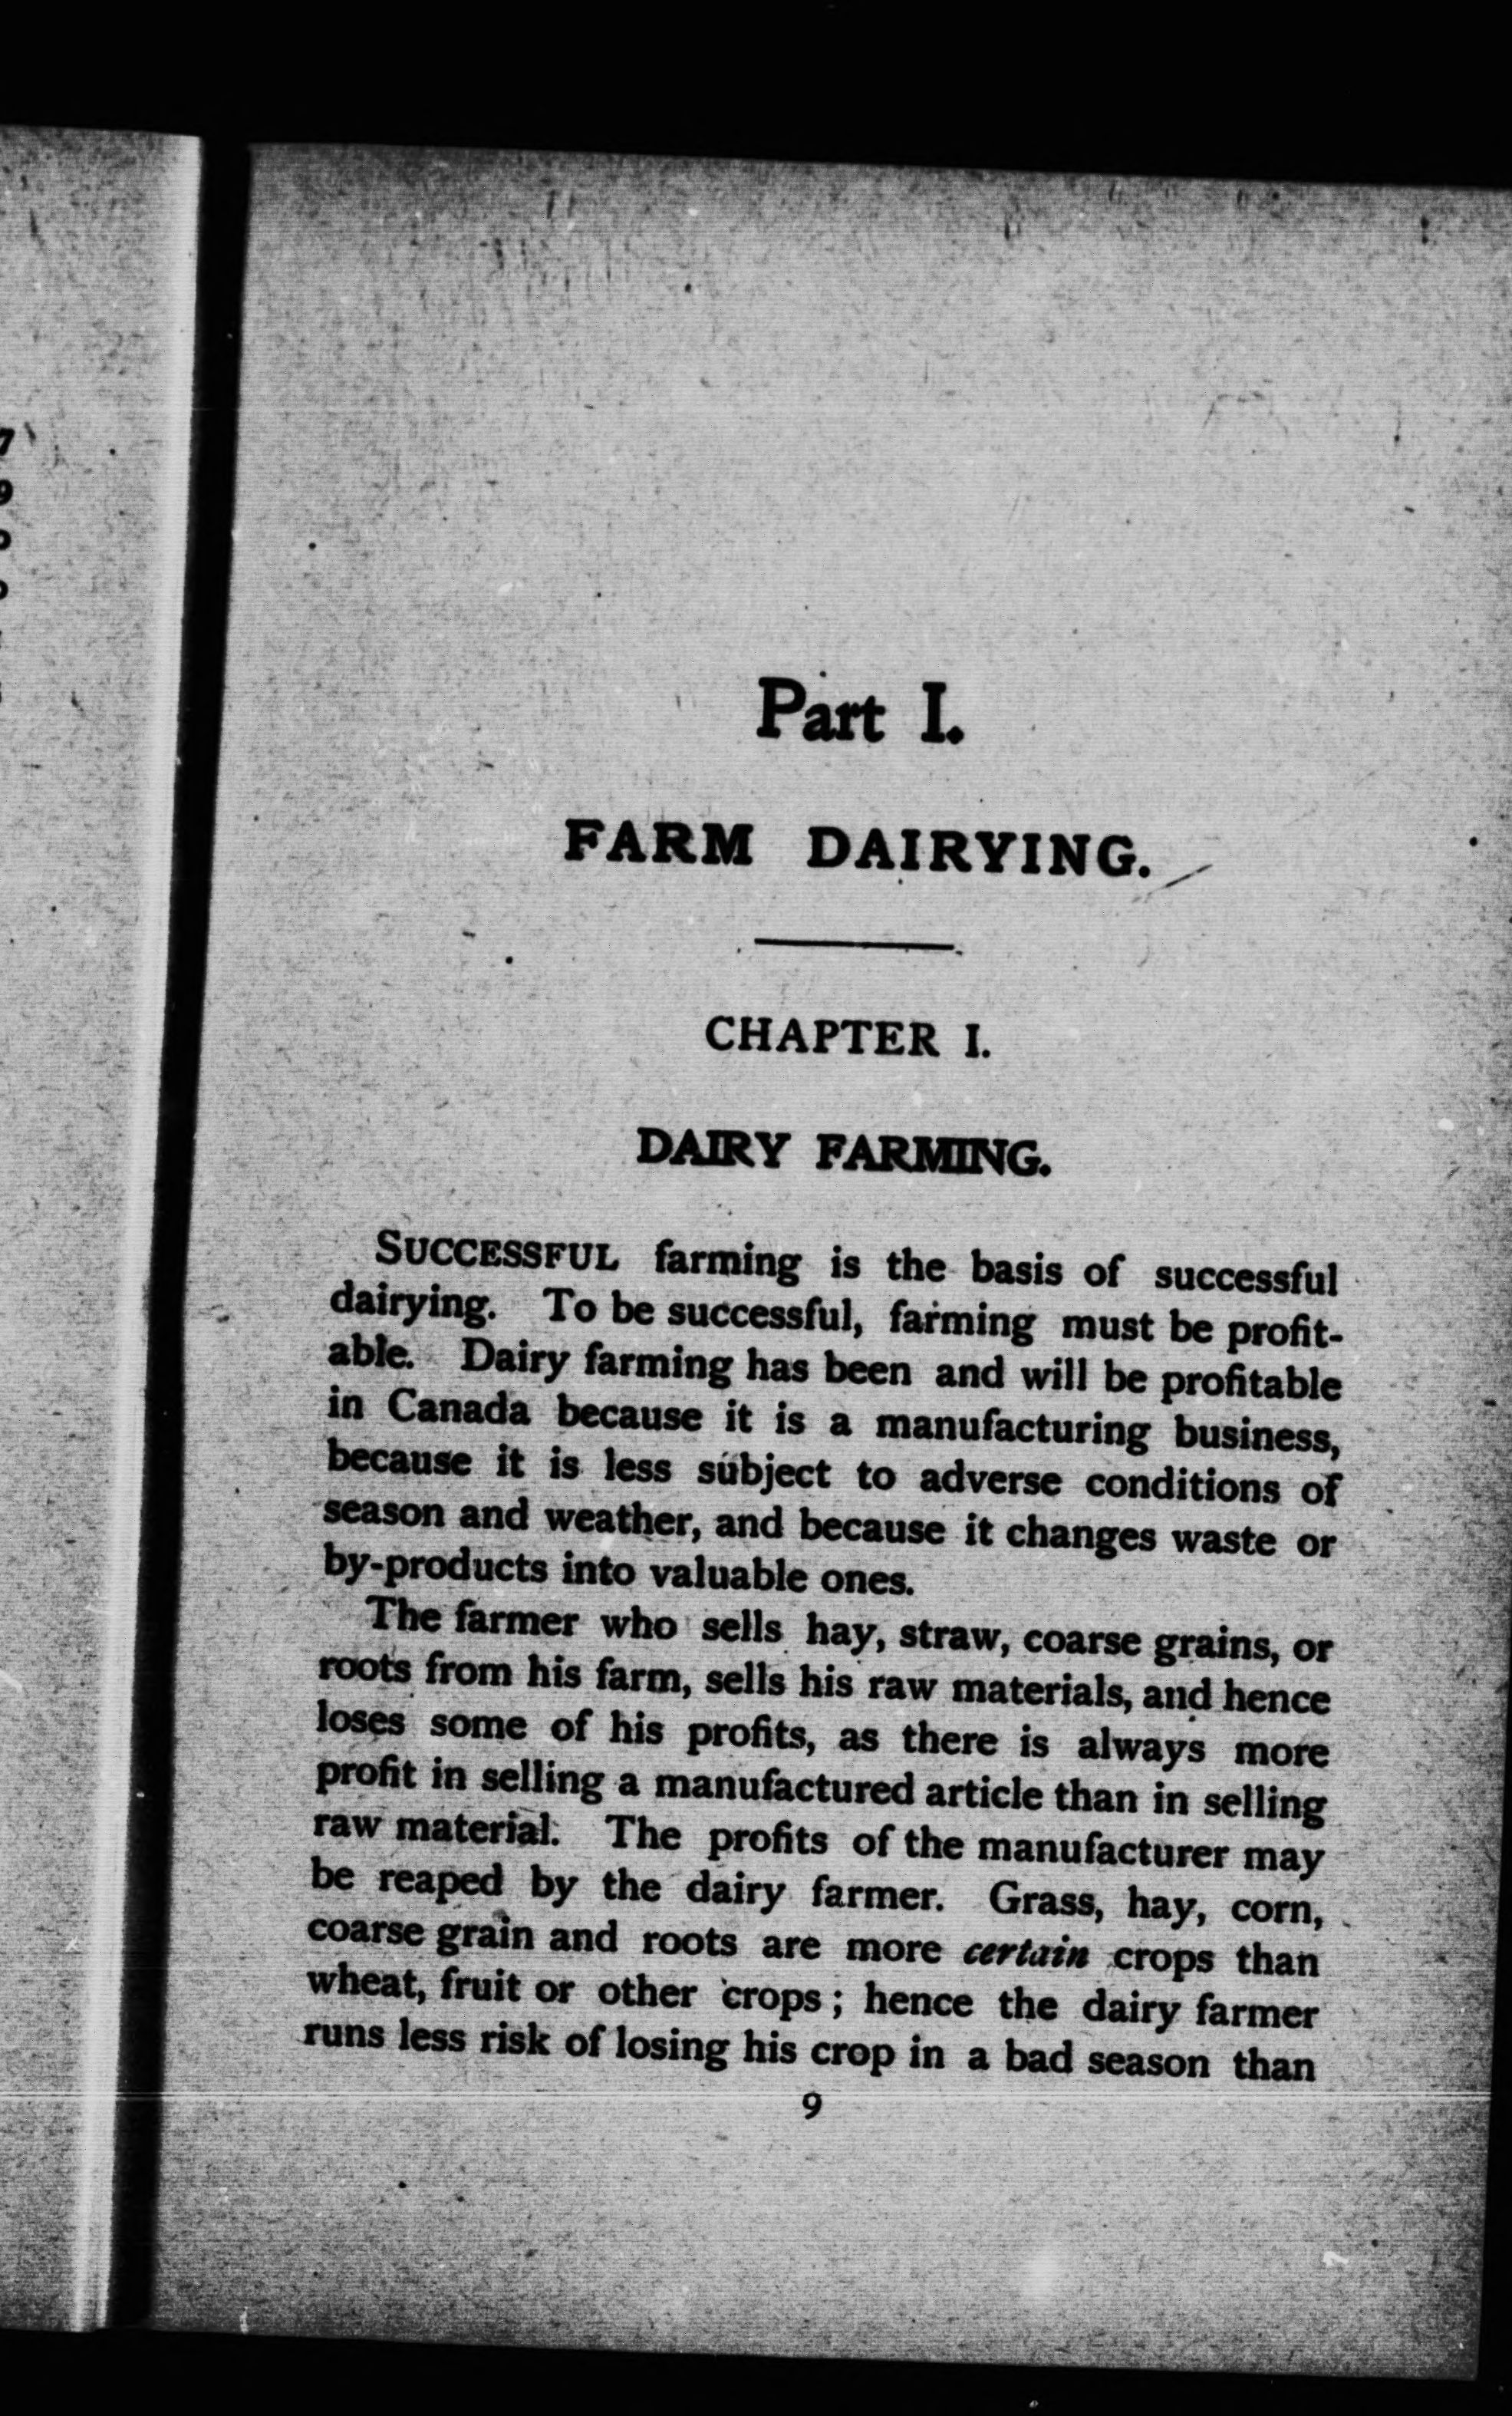 Part I.
FARM DAIRYING.
CHAPTER I.
DAIRY FARMING.
SUCCESSFUL farming is the basis of successful
dairying. To be successful, farming must be profit-
able. Dairy farming has been and will be profitable
in Canada because it is a manufacturing business,
because it is less subject to adverse conditions of
season and weather, and because it changes waste or
by-products into valuable ones.
The farmer who sells hay, straw, coarse grains, or
roots from his farm, sells his raw materials, and hence
loses some of his profits, as there is always more
profit in selling a manufactured article than in selling
raw material. The profits of the manufacturer may
be reaped by the dairy farmer. Grass, hay, corn,
coarse grain and roots are more certain crops than
wheat, fruit or other crops; hence the dairy farmer
runs less risk of losing his crop in a bad season than
9